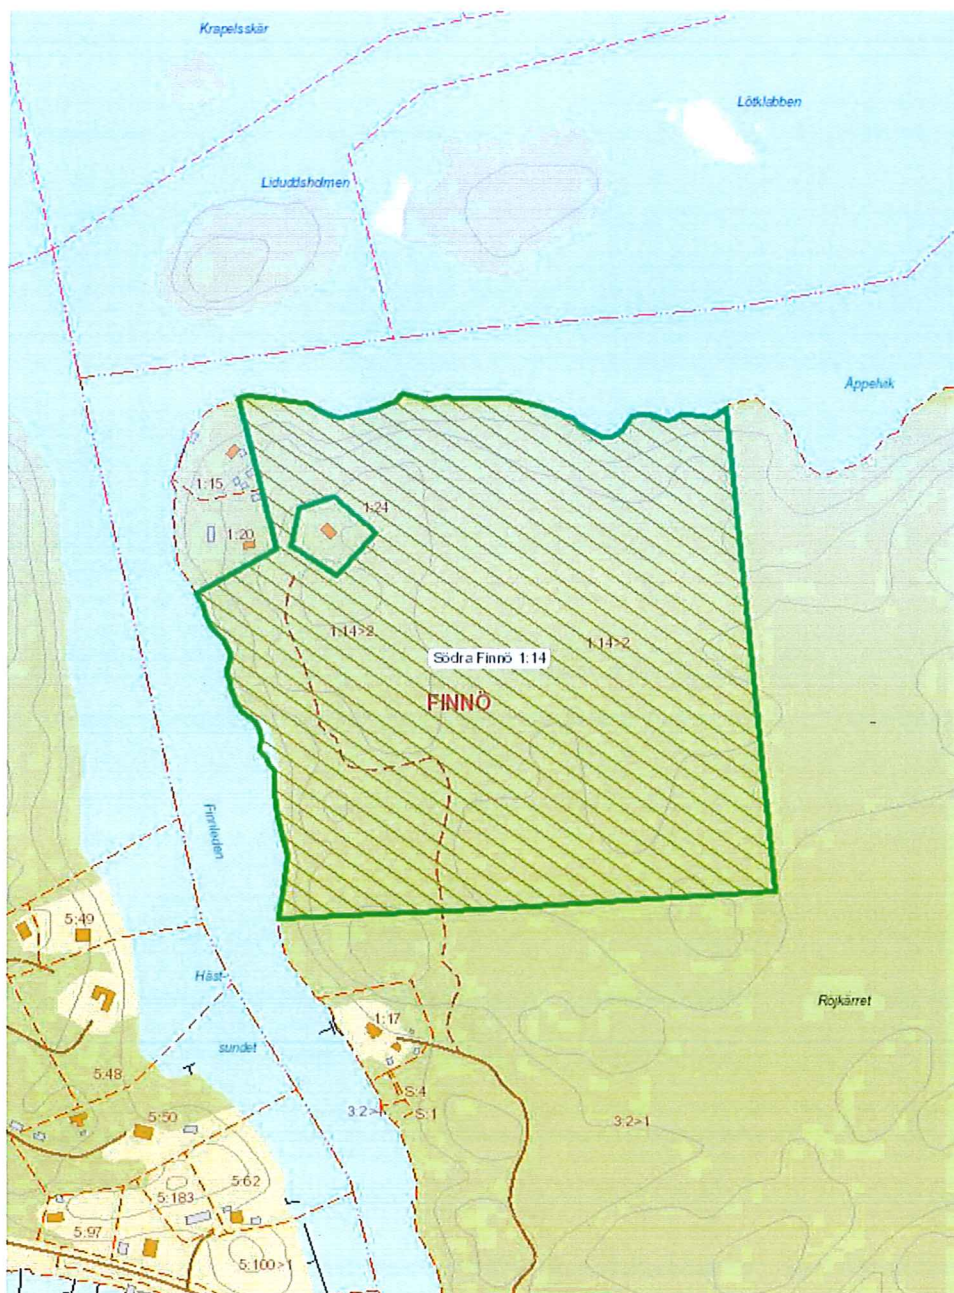 Krapelsskär
Lötklabben
Liduddsholmen
Äppelvik
1:15
1:24
1:20
1:14>2
1:14>2
Södra Finnö 1:14
FINNÖ
Finnleden
5:49
Häst-
Röjkärret
1:17
sundet
5:48
S:4
3:2>1
S:1
5:50
3:2>1
5:62
5:183
5:97
5:100>1